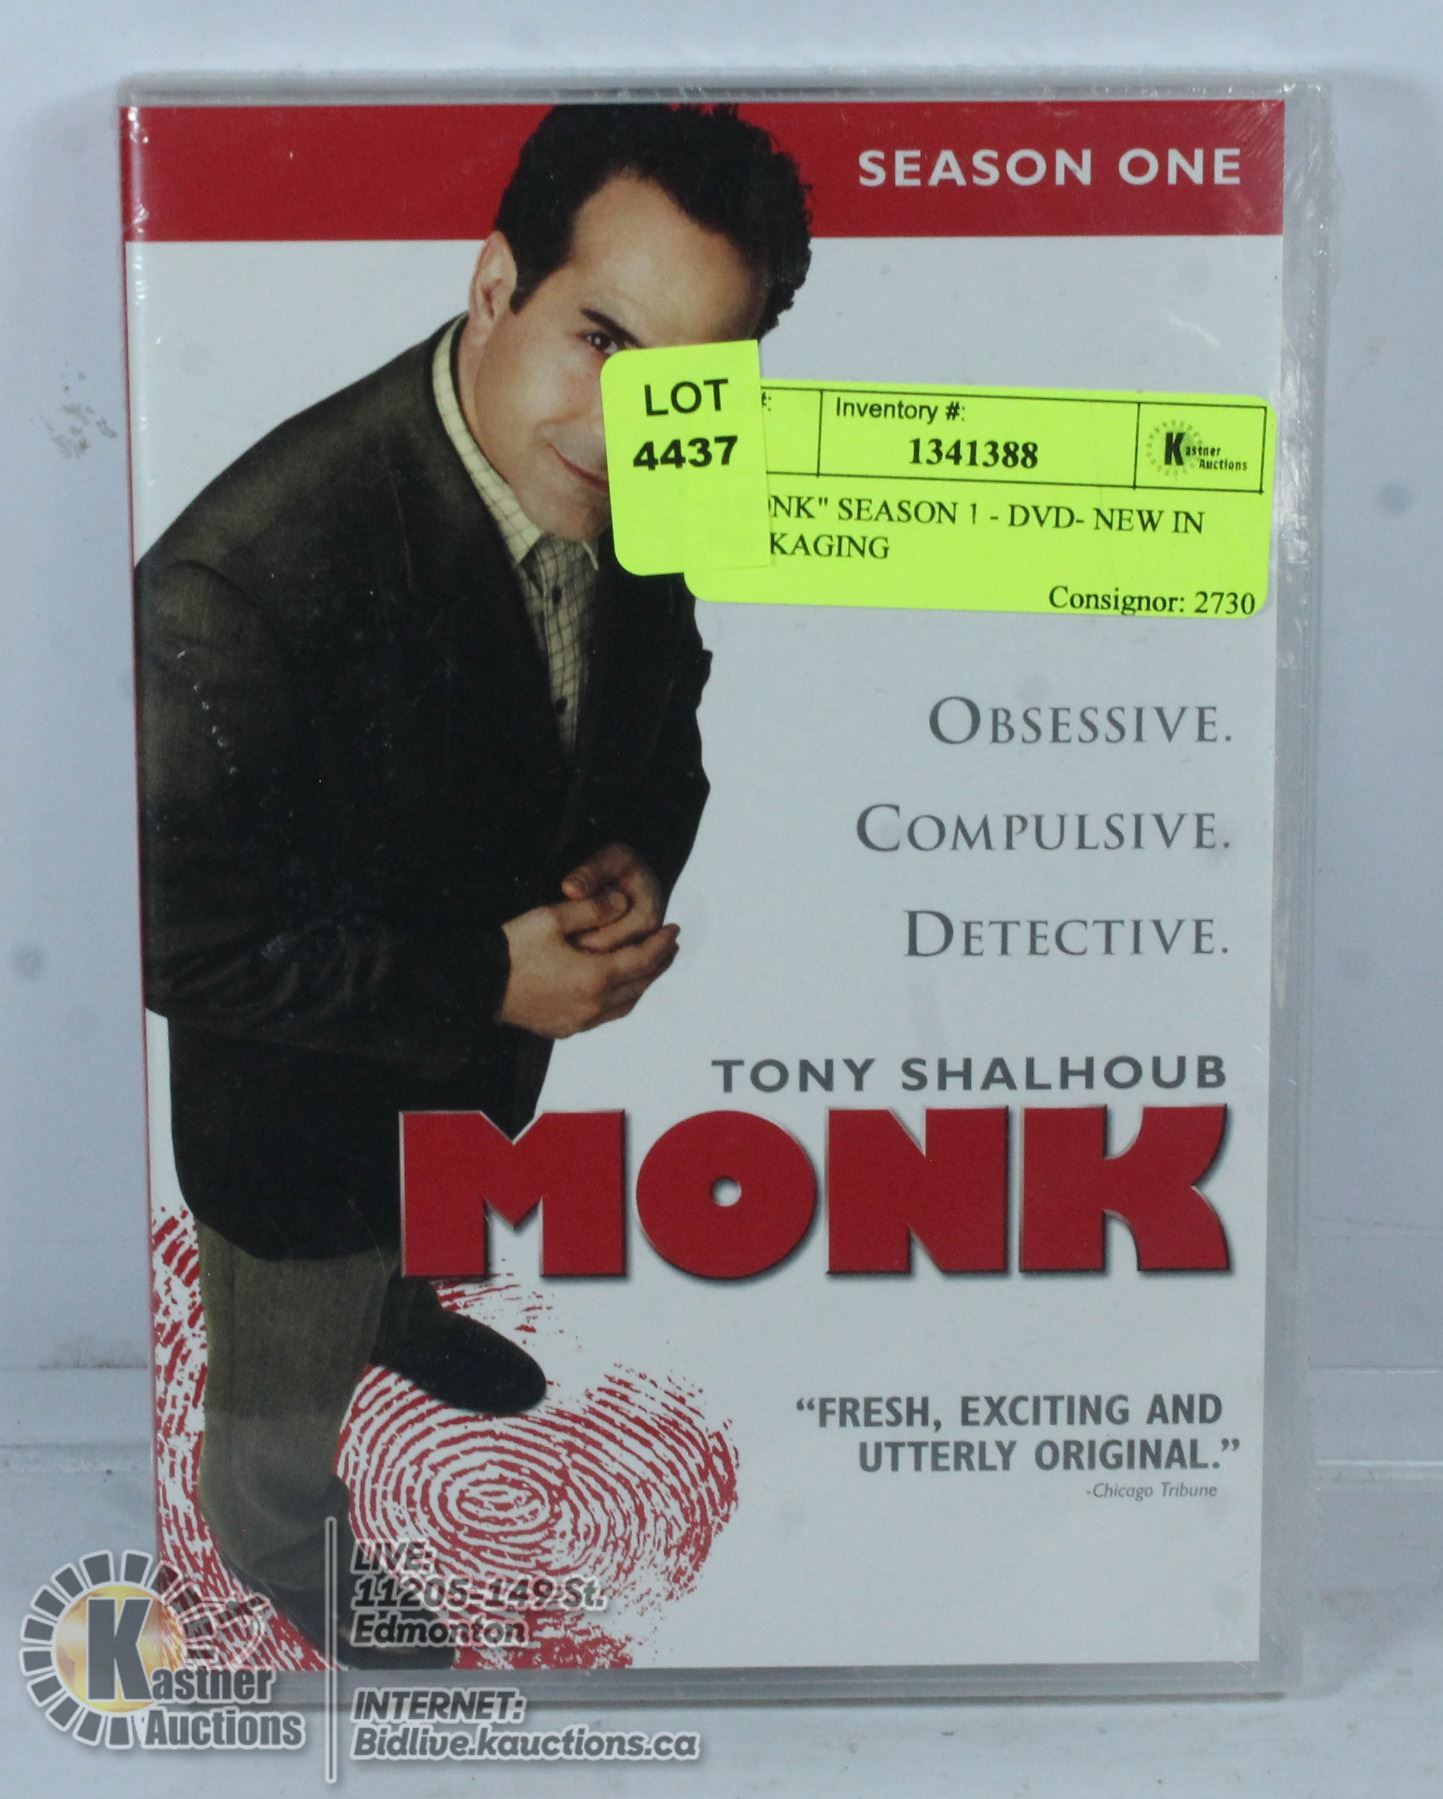 SEASON ONE
LOT
4437
#:
Inventory #:
1341388
Kastner
Auctions
NK" SEASON 1 - DVD- NEW IN
KAGING
Consignor: 2730
OBSESSIVE.
COMPULSIVE.
DETECTIVE.
TONY SHALHOUB
MONK
“FRESH, EXCITING AND
UTTERLY ORIGINAL.”
-Chicago Tribune
Kastner
Auctions
LIVE:
11205-149 St.
Edmonton
INTERNET:
Bidlive.kauctions.ca